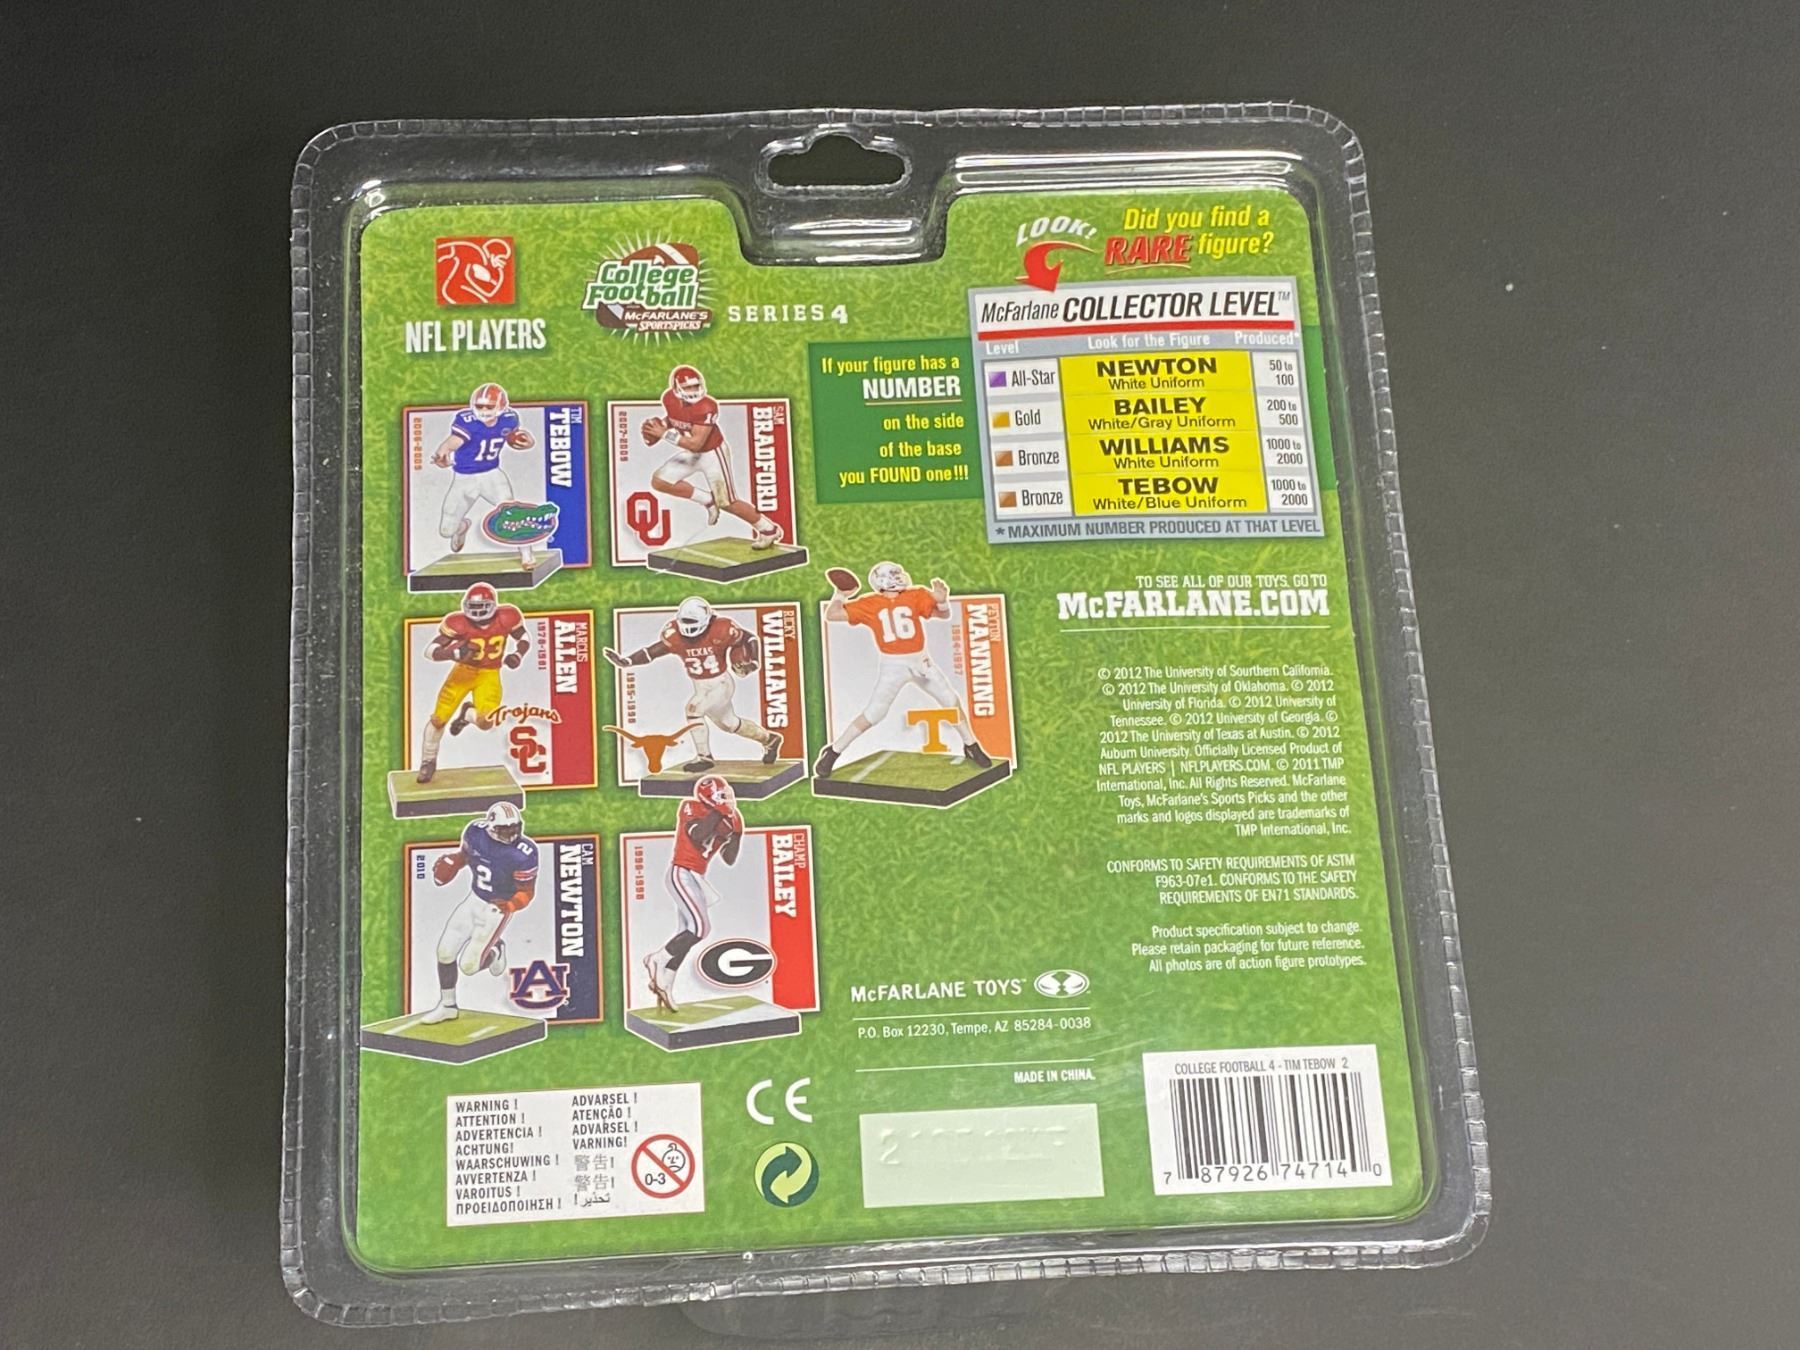 NFL PLAYERS
College
Football
McFARLANE'S
SPORTSPICKS
SERIES 4
LOOK!
Did you find a
RARE figure?
McFarlane COLLECTOR LEVEL™
Level Look for the Figure Produced*
All-Star NEWTON White Uniform 50 to 100
Gold BAILEY White/Gray Uniform 200 to 500
Bronze WILLIAMS White Uniform 1000 to 2000
Bronze TEBOW White/Blue Uniform 1000 to 2000
*MAXIMUM NUMBER PRODUCED AT THAT LEVEL
If your figure has a
NUMBER
on the side
of the base
you FOUND one!!!
TIM
TEBOW
2006-2009
15
SAM
BRADFORD
2007-2009
OU
MARCUS
ALLEN
1978-1981
33
Trojans
SC
RICKY
WILLIAMS
1995-1998
TEXAS
34
PEYTON
MANNING
1994-1997
16
T
CAM
NEWTON
2010
2
AU
CHAMP
BAILEY
1996-1998
4
G
TO SEE ALL OF OUR TOYS, GO TO
McFARLANE.COM
© 2012 The University of Sourthern California.
© 2012 The University of Oklahoma. © 2012
University of Florida. © 2012 University of
Tennessee. © 2012 University of Georgia. ©
2012 The University of Texas at Austin. © 2012
Auburn University. Officially Licensed Product of
NFL PLAYERS | NFLPLAYERS.COM. © 2011 TMP
International, Inc. All Rights Reserved. McFarlane
Toys, McFarlane's Sports Picks and the other
marks and logos displayed are trademarks of
TMP International, Inc.
CONFORMS TO SAFETY REQUIREMENTS OF ASTM
F963-07e1. CONFORMS TO THE SAFETY
REQUIREMENTS OF EN71 STANDARDS.
Product specification subject to change.
Please retain packaging for future reference.
All photos are of action figure prototypes.
McFARLANE TOYS™
P.O. Box 12230, Tempe, AZ 85284-0038
MADE IN CHINA.
WARNING !
ATTENTION !
ADVERTENCIA !
ACHTUNG!
WAARSCHUWING !
AVVERTENZA !
VAROITUS !
ΠΡΟΕΙΔΟΠΟΙΗΣΗ !
ADVARSEL !
ATENÇÃO !
ADVARSEL !
VARNING!
警告!
警告!
تحذير!
0-3
CE
COLLEGE FOOTBALL 4 - TIM TEBOW 2
7 87926 74714 0